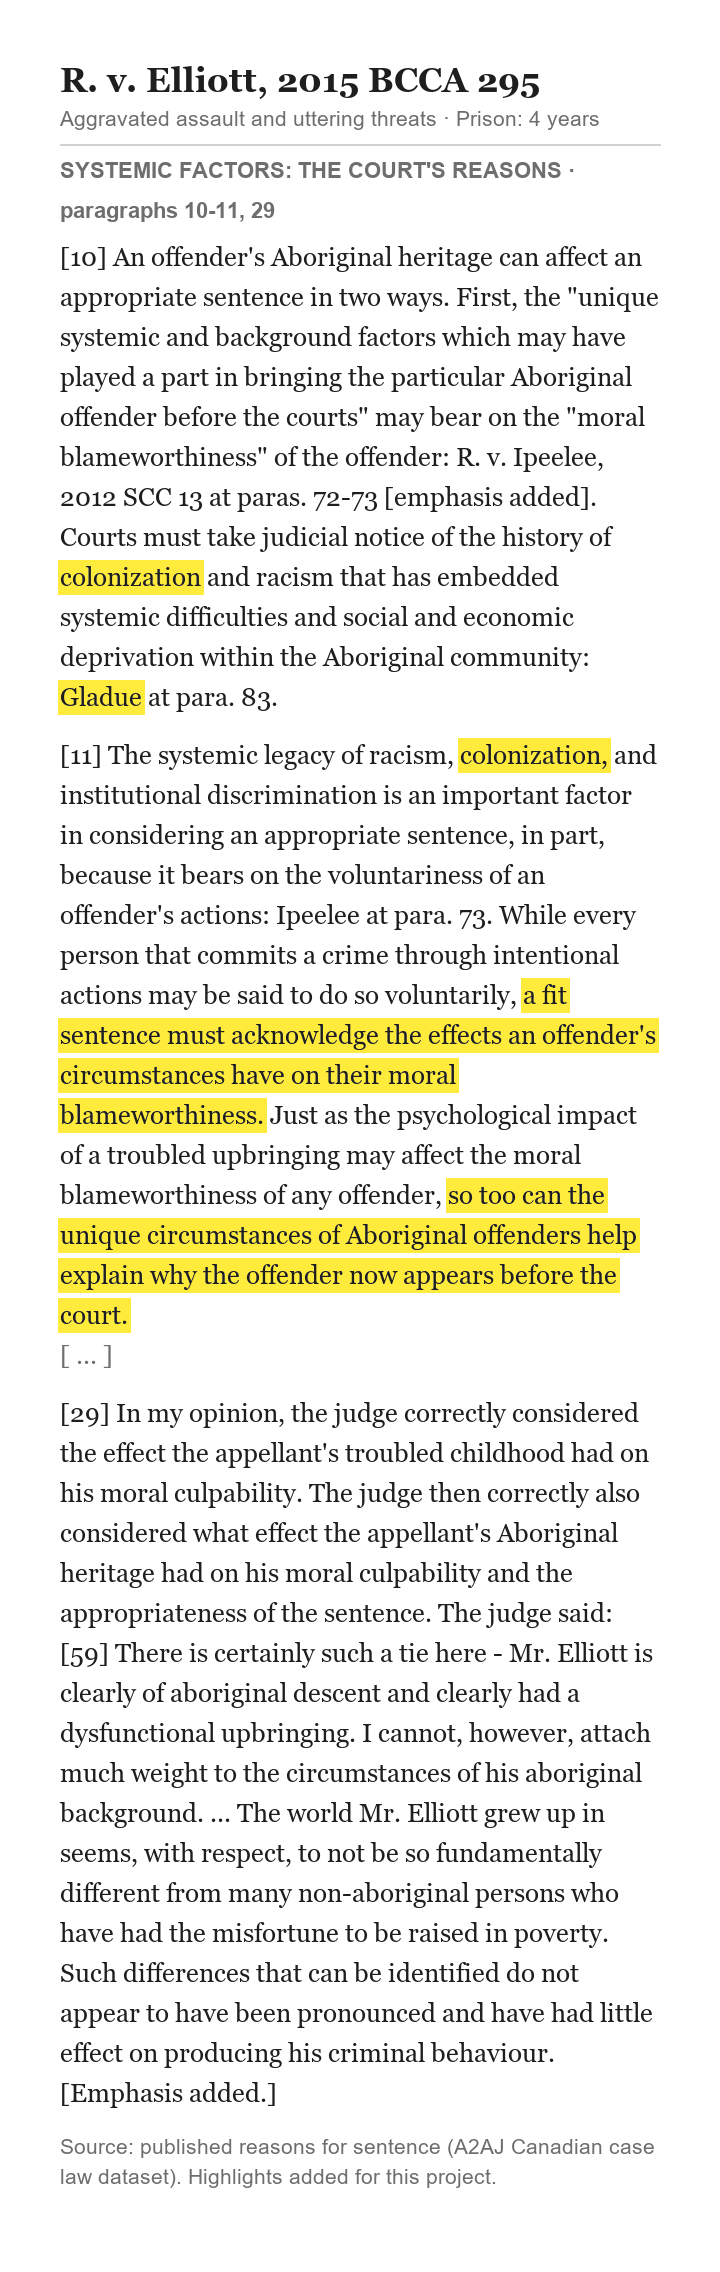 R. v. Elliott, 2015 BCCA 295
Aggravated assault and uttering threats · Prison: 4 years
SYSTEMIC FACTORS: THE COURT'S REASONS ·
paragraphs 10-11, 29
[10] An offender's Aboriginal heritage can affect an
appropriate sentence in two ways. First, the "unique
systemic and background factors which may have
played a part in bringing the particular Aboriginal
offender before the courts" may bear on the "moral
blameworthiness" of the offender: R. v. Ipeelee,
2012 SCC 13 at paras. 72-73 [emphasis added].
Courts must take judicial notice of the history of
colonization and racism that has embedded
systemic difficulties and social and economic
deprivation within the Aboriginal community:
Gladue at para. 83.
[11] The systemic legacy of racism, colonization, and
institutional discrimination is an important factor
in considering an appropriate sentence, in part,
because it bears on the voluntariness of an
offender's actions: Ipeelee at para. 73. While every
person that commits a crime through intentional
actions may be said to do so voluntarily, a fit
sentence must acknowledge the effects an offender's
circumstances have on their moral
blameworthiness. Just as the psychological impact
of a troubled upbringing may affect the moral
blameworthiness of any offender, so too can the
unique circumstances of Aboriginal offenders help
explain why the offender now appears before the
court.
[ ... ]
[29] In my opinion, the judge correctly considered
the effect the appellant's troubled childhood had on
his moral culpability. The judge then correctly also
considered what effect the appellant's Aboriginal
heritage had on his moral culpability and the
appropriateness of the sentence. The judge said:
[59] There is certainly such a tie here - Mr. Elliott is
clearly of aboriginal descent and clearly had a
dysfunctional upbringing. I cannot, however, attach
much weight to the circumstances of his aboriginal
background. ... The world Mr. Elliott grew up in
seems, with respect, to not be so fundamentally
different from many non-aboriginal persons who
have had the misfortune to be raised in poverty.
Such differences that can be identified do not
appear to have been pronounced and have had little
effect on producing his criminal behaviour.
[Emphasis added.]
Source: published reasons for sentence (A2AJ Canadian case
law dataset). Highlights added for this project.